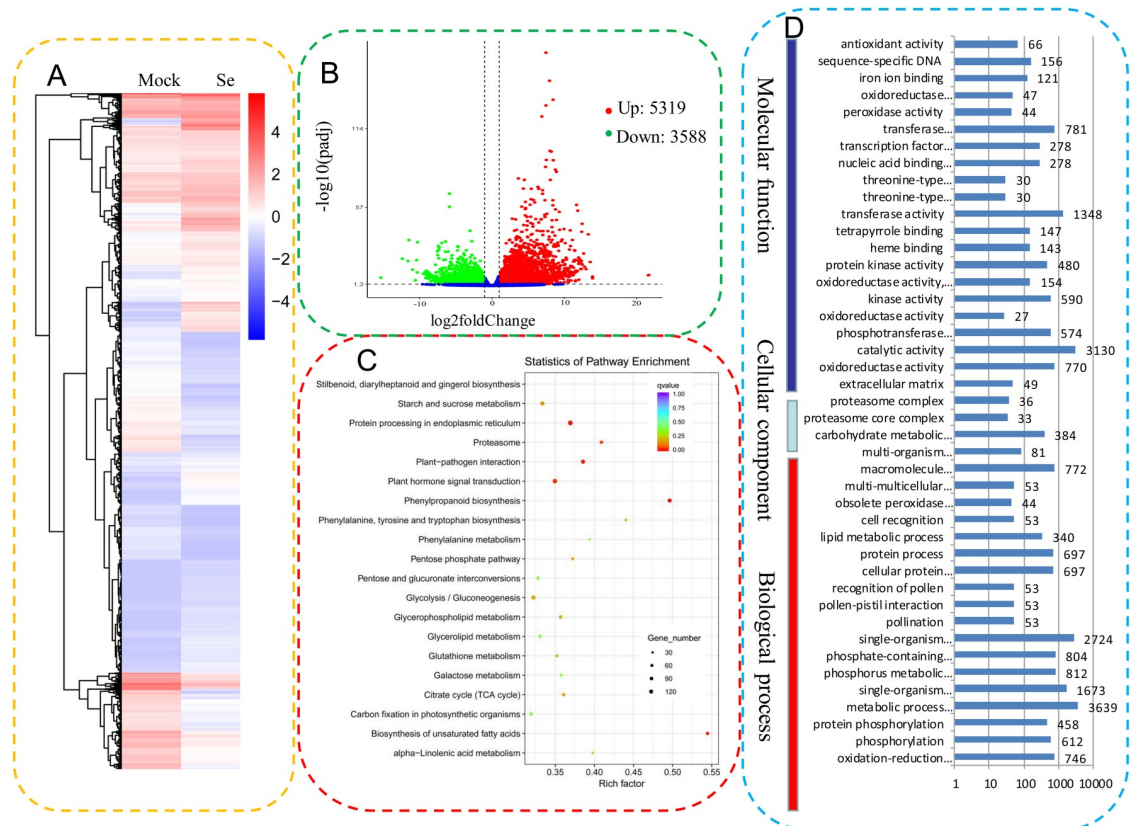 A
Mock Se
4
2
0
−2
−4
B
-log10(padj)
114
57
1.3
Up: 5319
Down: 3588
-10 0 10 20
log2foldChange
C
Statistics of Pathway Enrichment
Stilbenoid, diarylheptanoid and gingerol biosynthesis
Starch and sucrose metabolism
Protein processing in endoplasmic reticulum
Proteasome
Plant−pathogen interaction
Plant hormone signal transduction
Phenylpropanoid biosynthesis
Phenylalanine, tyrosine and tryptophan biosynthesis
Phenylalanine metabolism
Pentose phosphate pathway
Pentose and glucuronate interconversions
Glycolysis / Gluconeogenesis
Glycerophospholipid metabolism
Glycerolipid metabolism
Glutathione metabolism
Galactose metabolism
Citrate cycle (TCA cycle)
Carbon fixation in photosynthetic organisms
Biosynthesis of unsaturated fatty acids
alpha−Linolenic acid metabolism
qvalue
1.00
0.75
0.50
0.25
0.00
Gene_number
30
60
90
120
0.35 0.40 0.45 0.50 0.55
Rich factor
D
Molecular function
Cellular component
Biological process
antioxidant activity 66
sequence-specific DNA 156
iron ion binding 121
oxidoreductase... 47
peroxidase activity 44
transferase... 781
transcription factor... 278
nucleic acid binding... 278
threonine-type... 30
threonine-type... 30
transferase activity 1348
tetrapyrrole binding 147
heme binding 143
protein kinase activity 480
oxidoreductase activity,... 154
kinase activity 590
oxidoreductase activity 27
phosphotransferase... 574
catalytic activity 3130
oxidoreductase activity 770
extracellular matrix 49
proteasome complex 36
proteasome core complex 33
carbohydrate metabolic... 384
multi-organism... 81
macromolecule... 772
multi-multicellular... 53
obsolete peroxidase... 44
cell recognition 53
lipid metabolic process 340
protein process 697
cellular protein... 697
recognition of pollen 53
pollen-pistil interaction 53
pollination 53
single-organism... 2724
phosphate-containing... 804
phosphorus metabolic... 812
single-organism... 1673
metabolic process... 3639
protein phosphorylation 458
phosphorylation 612
oxidation-reduction... 746
1 10 100 1000 10000